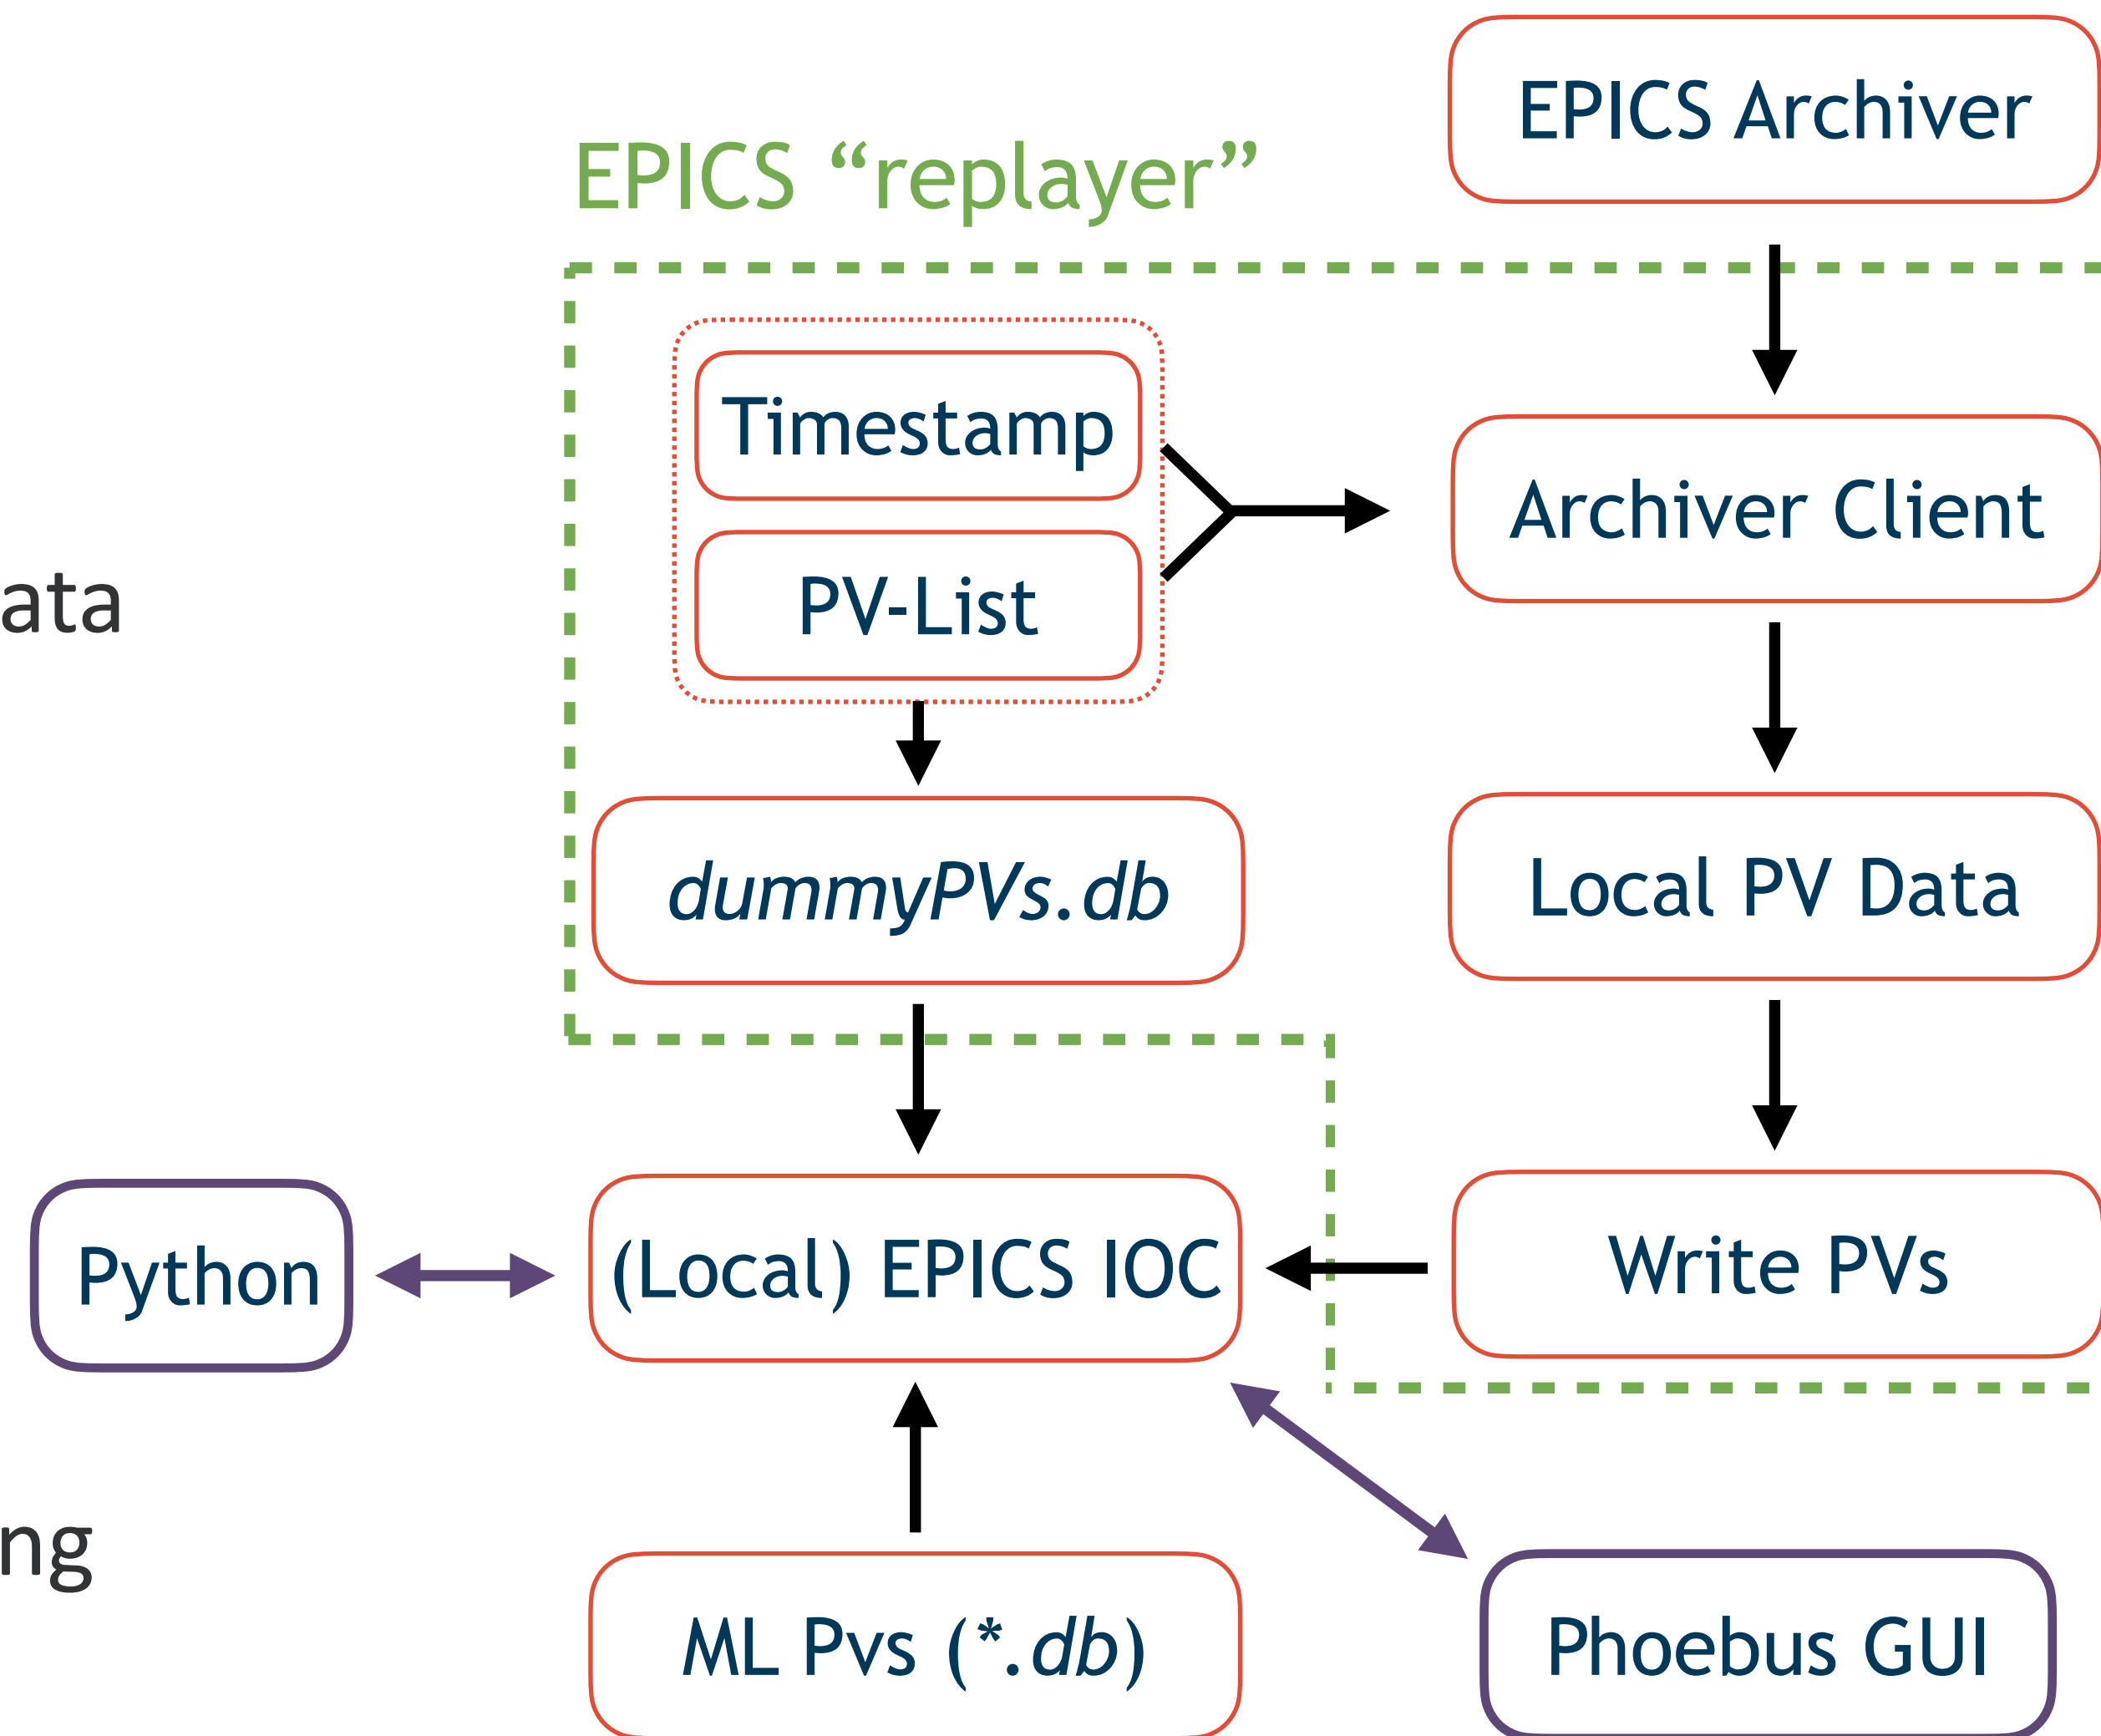 EPICS Archiver
EPICS “replayer”
Timestamp
Archiver Client
PV-List
ata
dummyPVs.db
Local PV Data
Python
(Local) EPICS IOC
Write PVs
ng
ML Pvs (*.db)
Phoebus GUI